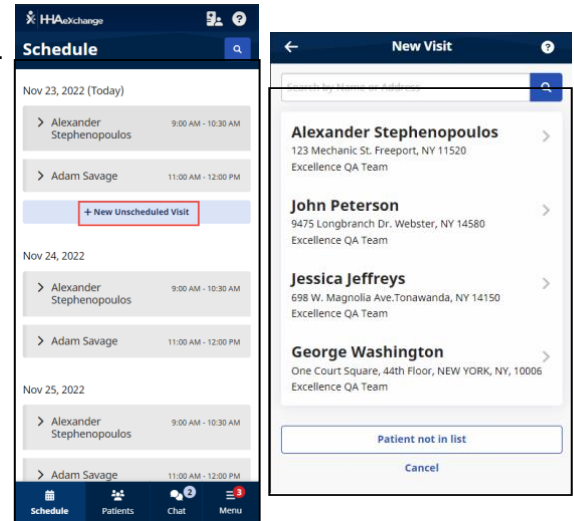 HHAeXchange
Schedule
Nov 23, 2022 (Today)
Alexander
Stephenopoulos
9:00 AM - 10:30 AM
Adam Savage
11:00 AM - 12:00 PM
+ New Unscheduled Visit
Nov 24, 2022
Alexander
Stephenopoulos
9:00 AM - 10:30 AM
Adam Savage
11:00 AM - 12:00 PM
Nov 25, 2022
Alexander
Stephenopoulos
9:00 AM - 10:30 AM
Adam Savage
11:00 AM - 12:00 PM
2
3
Schedule
Patients
Chat
Menu
New Visit
Search by Name or Address
Alexander Stephenopoulos
123 Mechanic St. Freeport, NY 11520
Excellence QA Team
John Peterson
9475 Longbranch Dr. Webster, NY 14580
Excellence QA Team
Jessica Jeffreys
698 W. Magnolia Ave.Tonawanda, NY 14150
Excellence QA Team
George Washington
One Court Square, 44th Floor, NEW YORK, NY, 10006
Excellence QA Team
Patient not in list
Cancel